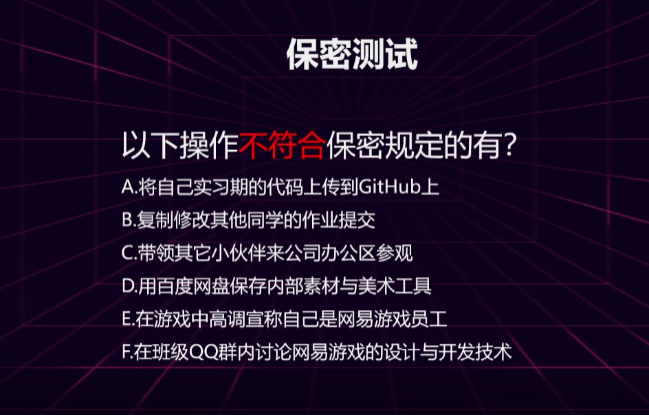 保密测试
以下操作不符合保密规定的有?
A.将自己实习期的代码上传到GitHub上
B.复制修改其他同学的作业提交
C.带领其它小伙伴来公司办公区参观
D.用百度网盘保存内部素材与美术工具
E.在游戏中高调宣称自己是网易游戏员工
F.在班级QQ群内讨论网易游戏的设计与开发技术